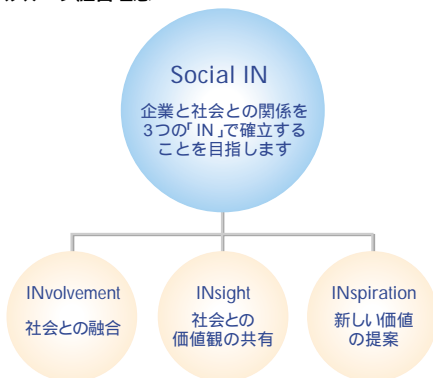 Social IN
企業と社会との関係を
3つの「IN」で確立する
ことを目指します
INvolvement
社会との融合
INsight
社会との
価値観の共有
INspiration
新しい価値
の提案